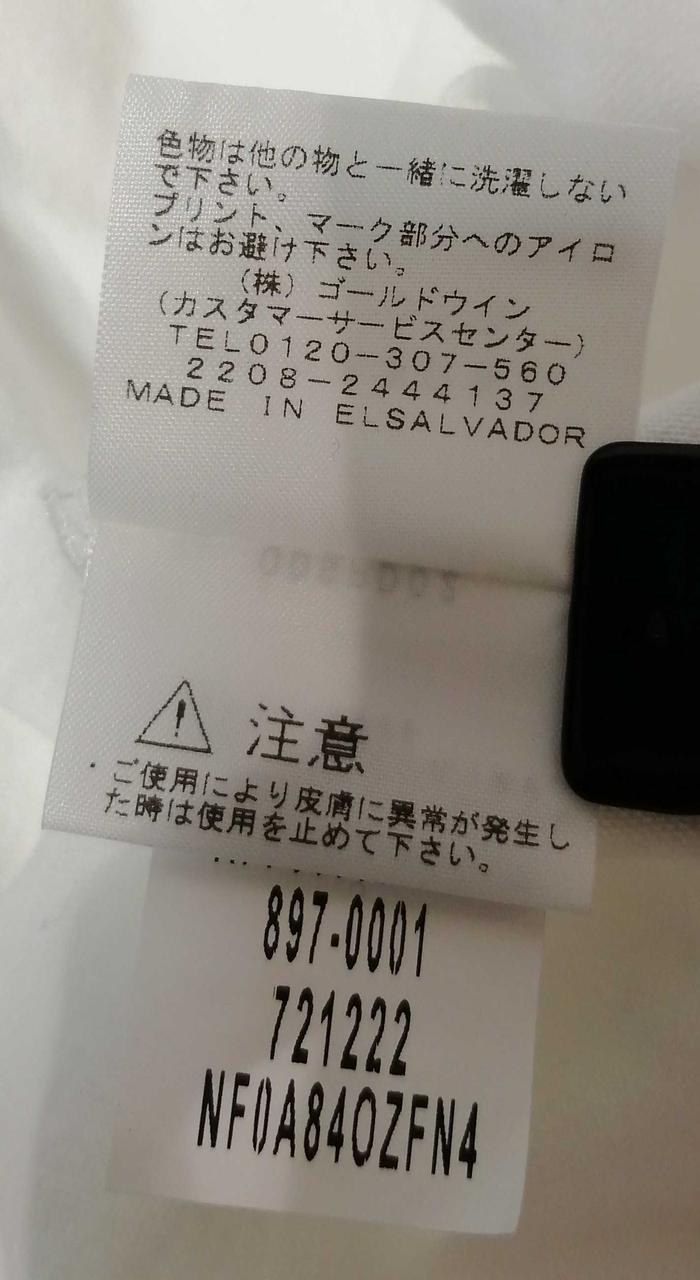 色物は他の物と一緒に洗濯しない
で下さい。
プリント、マーク部分へのアイロ
ンはお避け下さい。
(株)ゴールドウイン
(カスタマーサービスセンター)
TEL0120-307-560
2208-2444137
MADE IN ELSALVADOR
注意
・ご使用により皮膚に異常が発生し
た時は使用を止めて下さい。
897-0001
721222
NF0A84OZFN4